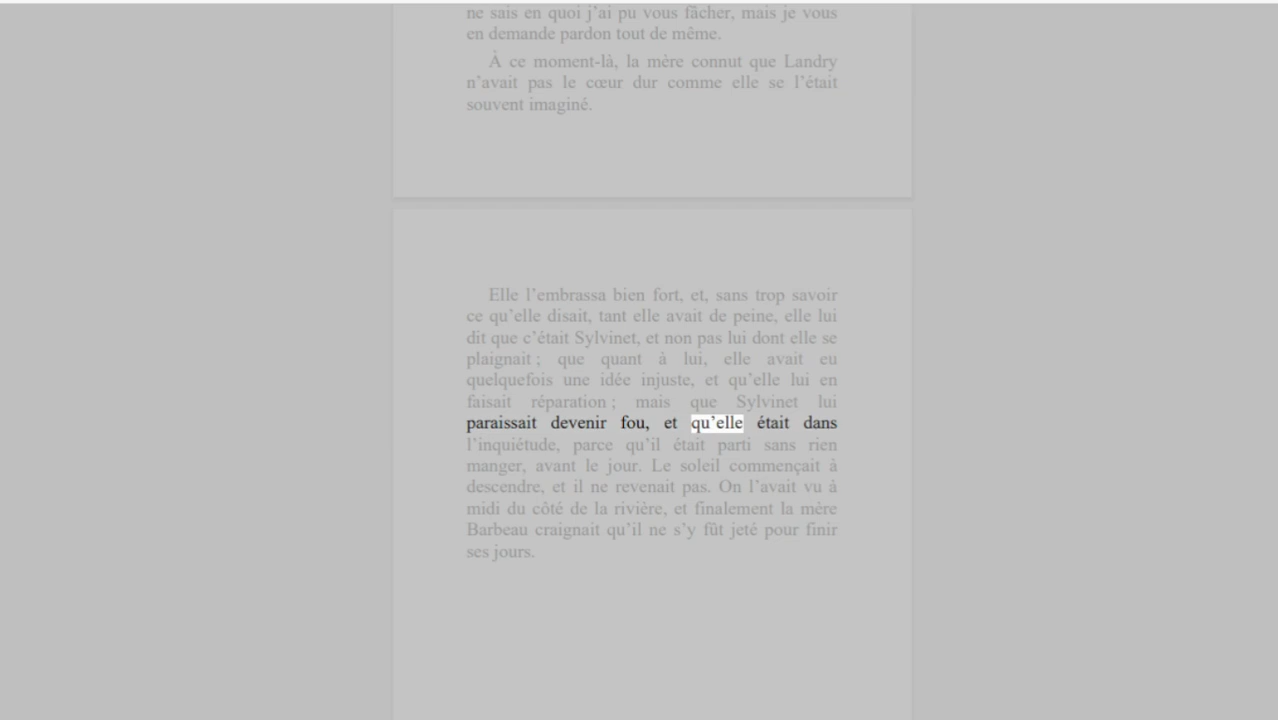 ne sais en quoi j’ai pu vous fâcher, mais je vous
en demande pardon tout de même.
À ce moment-là, la mère connut que Landry
n’avait pas le cœur dur comme elle se l’était
souvent imaginé.
Elle l’embrassa bien fort, et, sans trop savoir
ce qu’elle disait, tant elle avait de peine, elle lui
dit que c’était Sylvinet, et non pas lui dont elle se
plaignait ; que quant à lui, elle avait eu
quelquefois une idée injuste, et qu’elle lui en
faisait réparation ; mais que Sylvinet lui
paraissait devenir fou, et qu’elle était dans
l’inquiétude, parce qu’il était parti sans rien
manger, avant le jour. Le soleil commençait à
descendre, et il ne revenait pas. On l’avait vu à
midi du côté de la rivière, et finalement la mère
Barbeau craignait qu’il ne s’y fût jeté pour finir
ses jours.